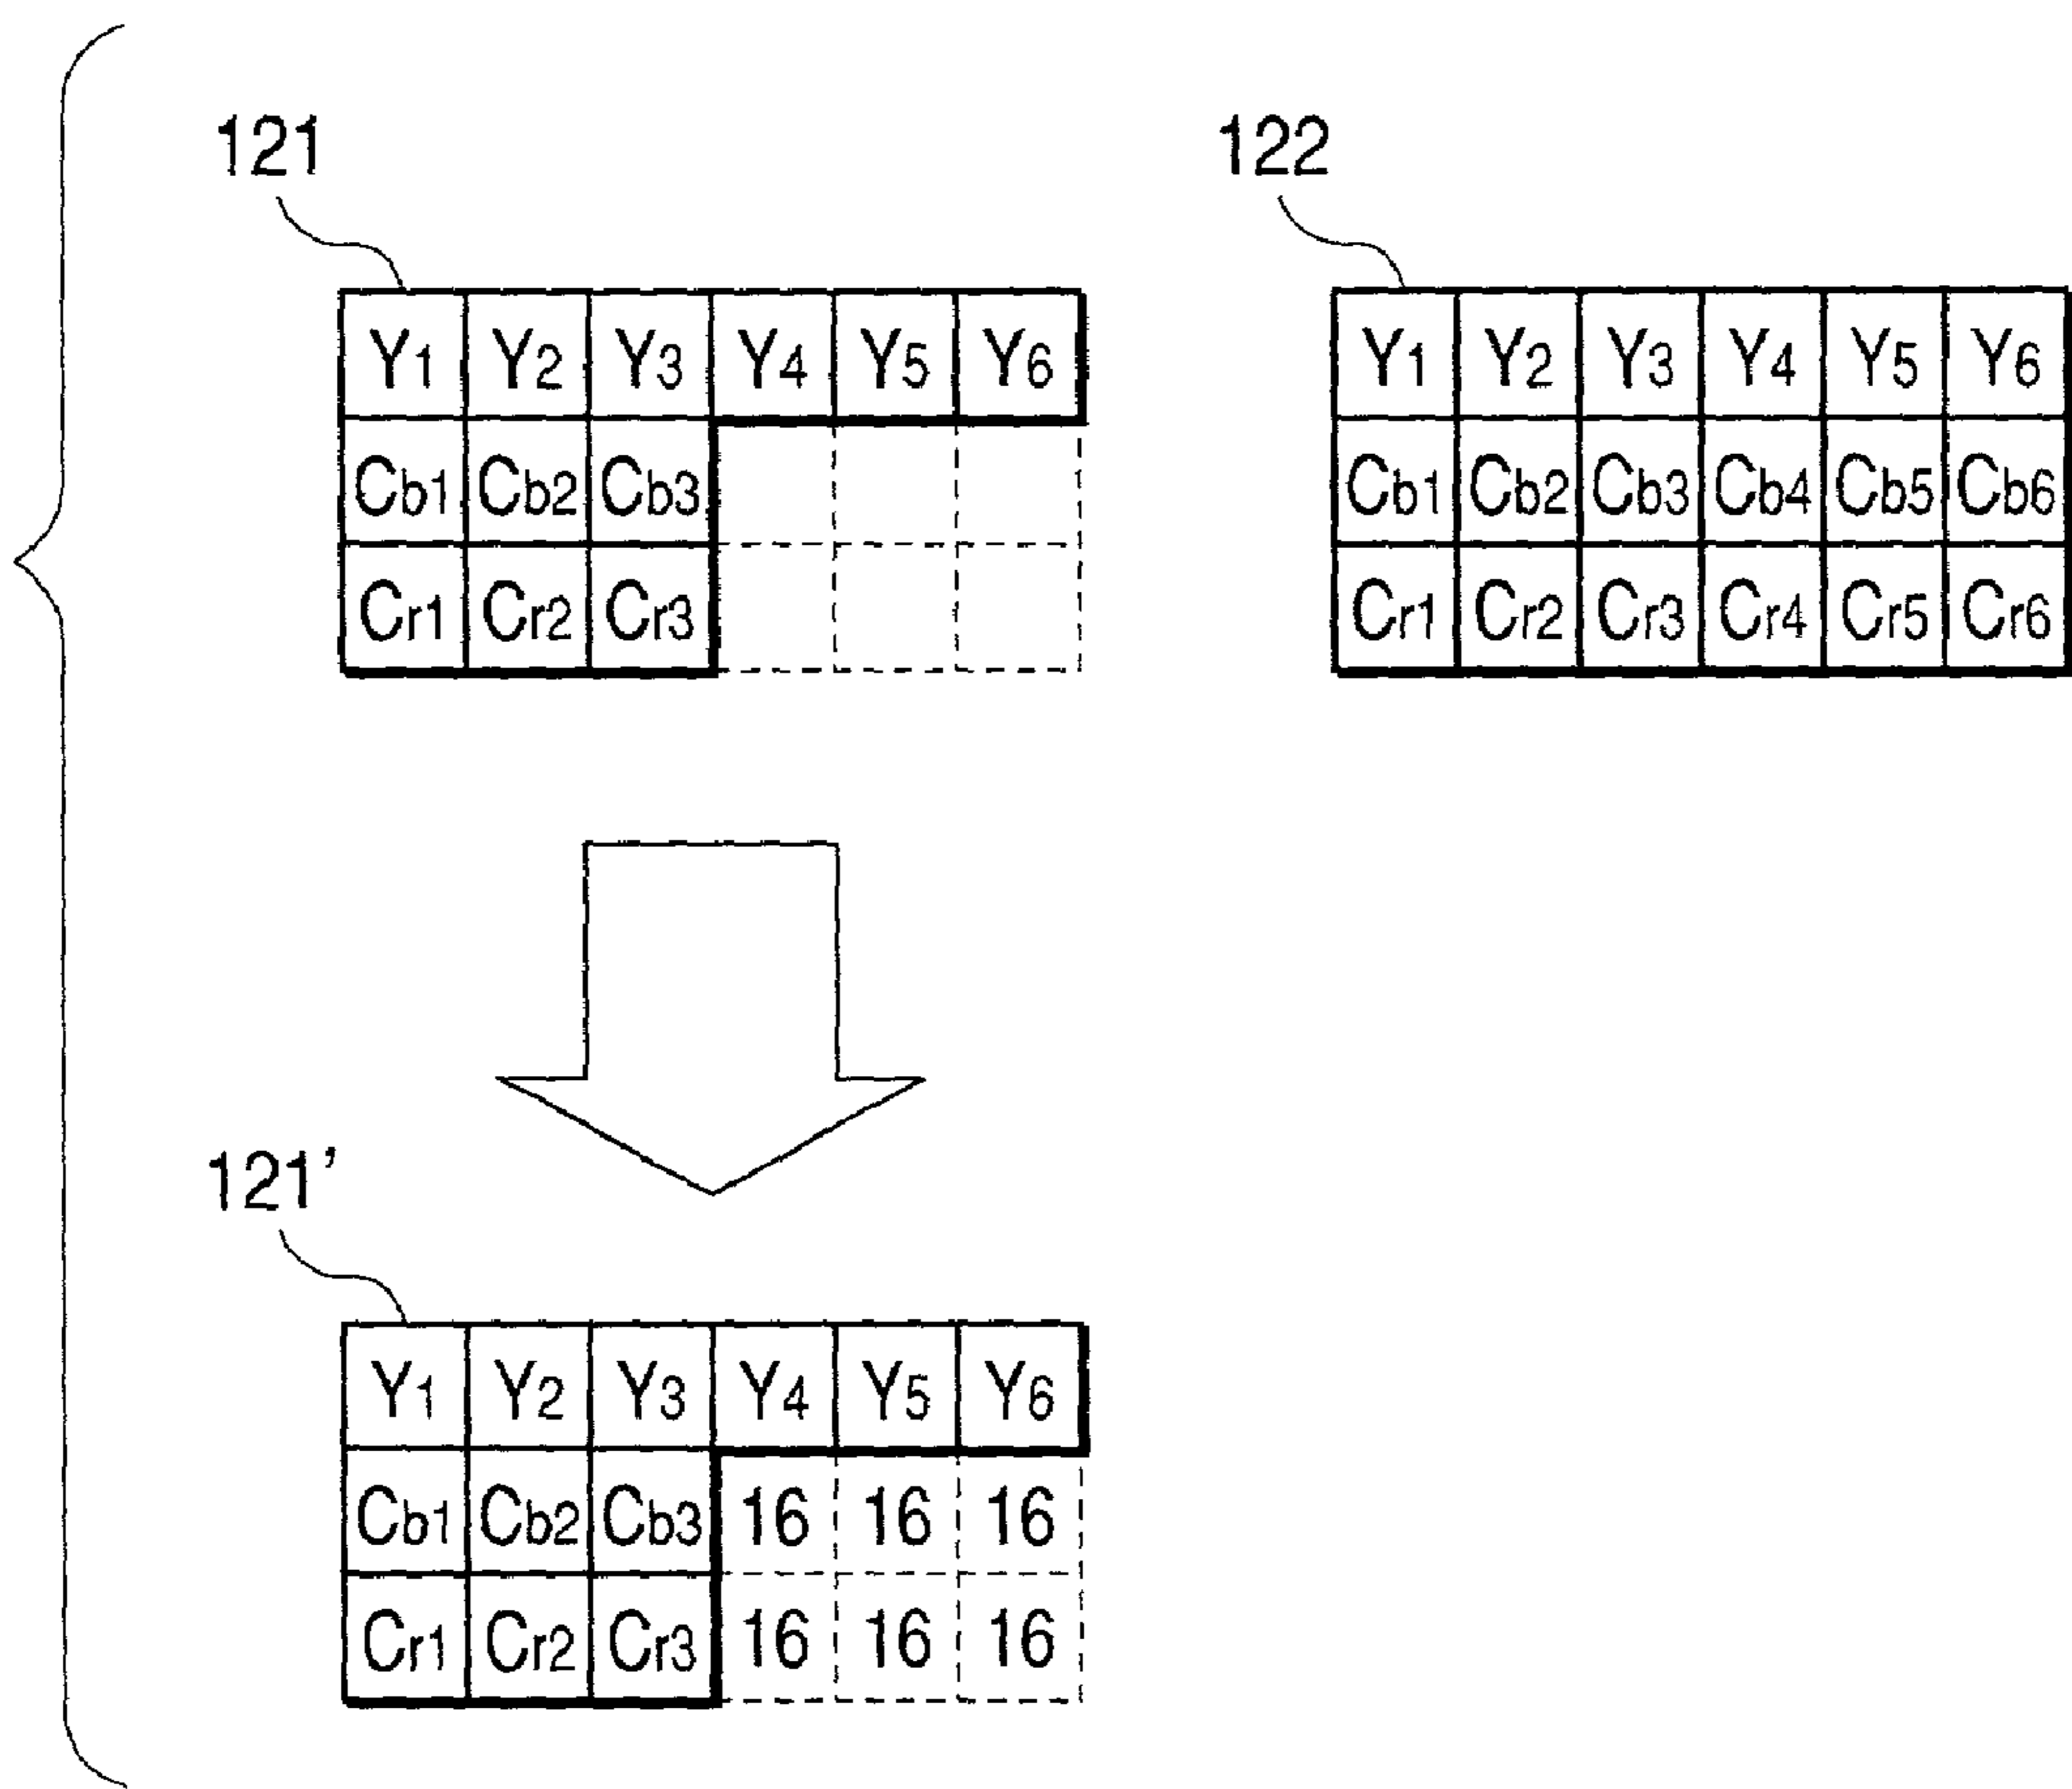 121
122
Y1 Y2 Y3 Y4 Y5 Y6
Cb1 Cb2 Cb3
Cr1 Cr2 Cr3
Y1 Y2 Y3 Y4 Y5 Y6
Cb1 Cb2 Cb3 Cb4 Cb5 Cb6
Cr1 Cr2 Cr3 Cr4 Cr5 Cr6
121’
Y1 Y2 Y3 Y4 Y5 Y6
Cb1 Cb2 Cb3 16 16 16
Cr1 Cr2 Cr3 16 16 16